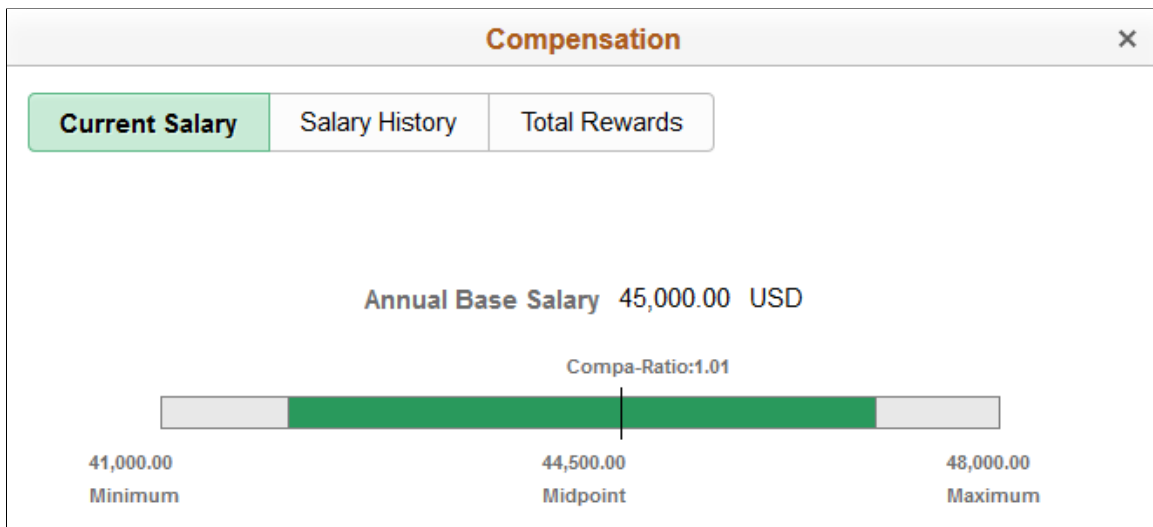 Compensation ×
Current Salary Salary History Total Rewards
Annual Base Salary 45,000.00 USD
Compa-Ratio:1.01
41,000.00 44,500.00 48,000.00
Minimum Midpoint Maximum